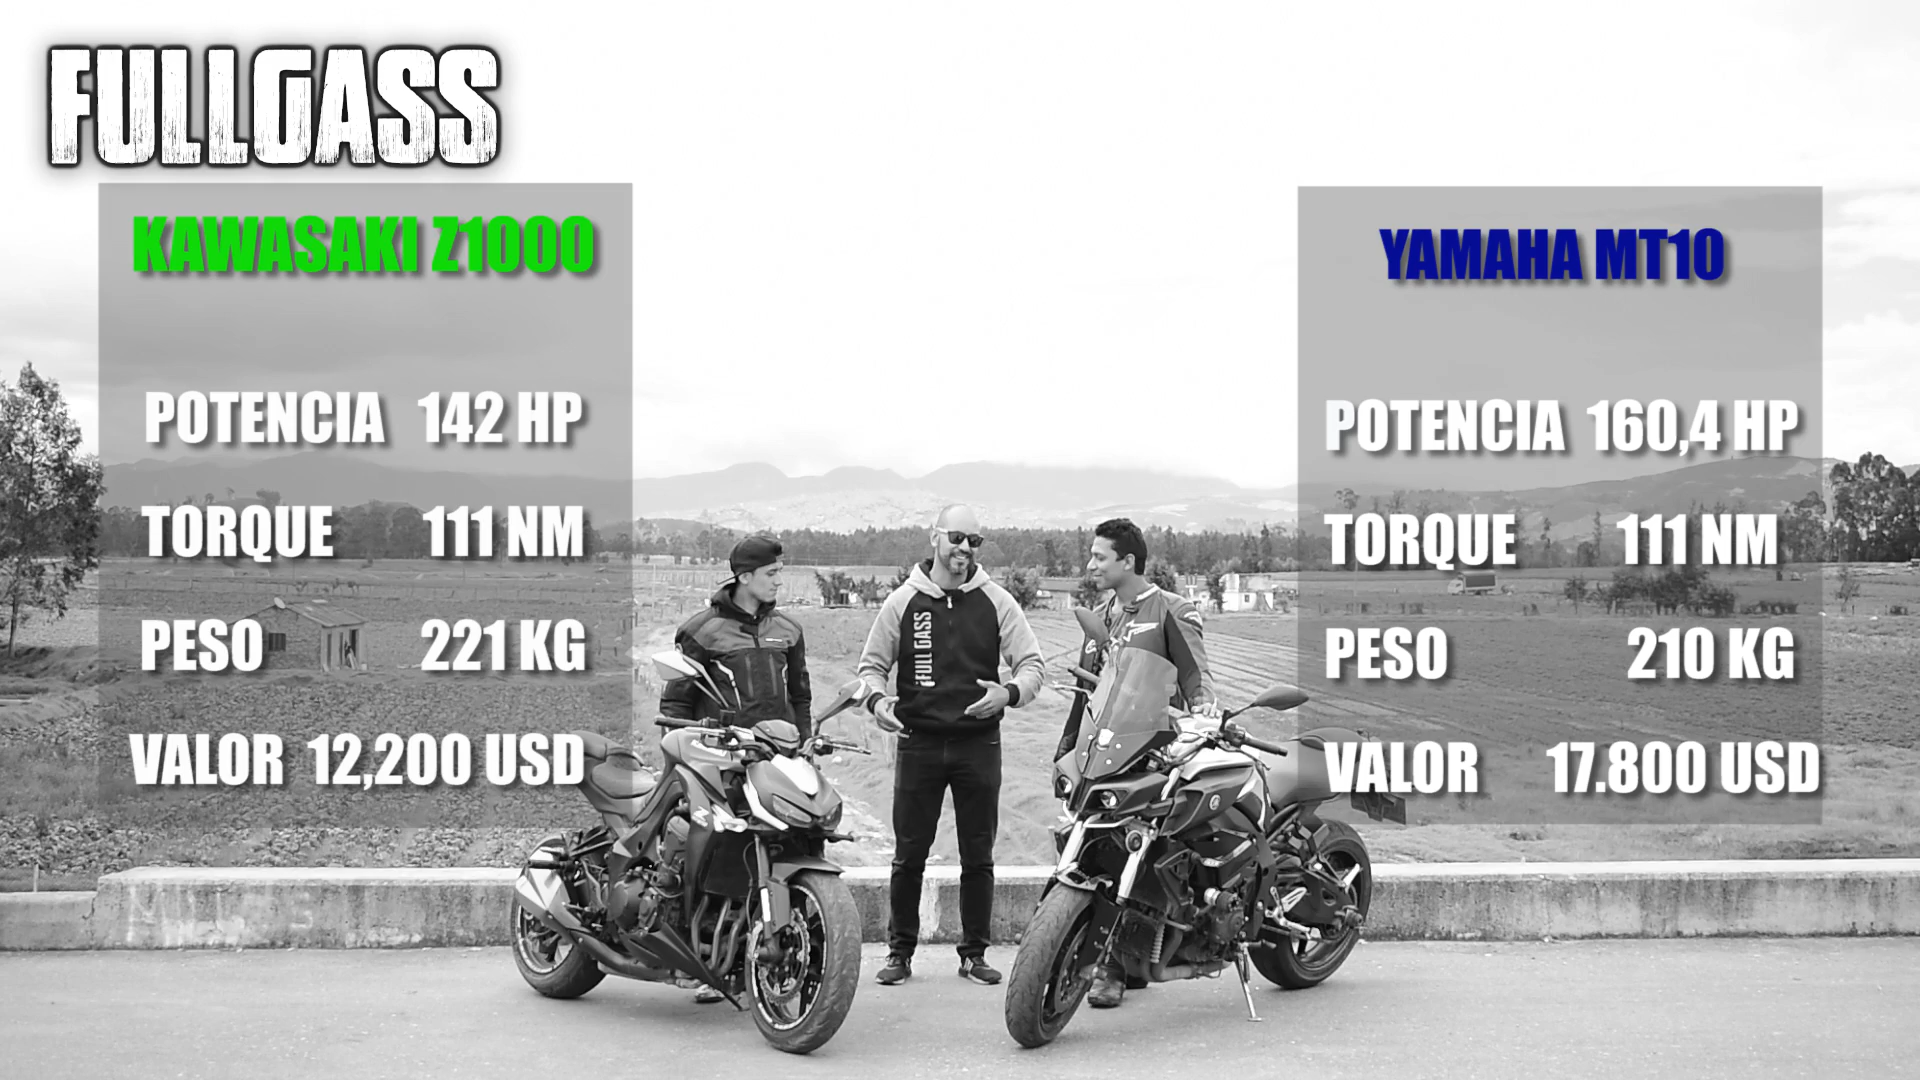 FULLGASS
KAWASAKI Z1000
POTENCIA 142 HP
TORQUE 111 NM
PESO 221 KG
VALOR 12,200 USD
YAMAHA MT10
POTENCIA 160,4 HP
TORQUE 111 NM
PESO 210 KG
VALOR 17.800 USD
FULL GASS